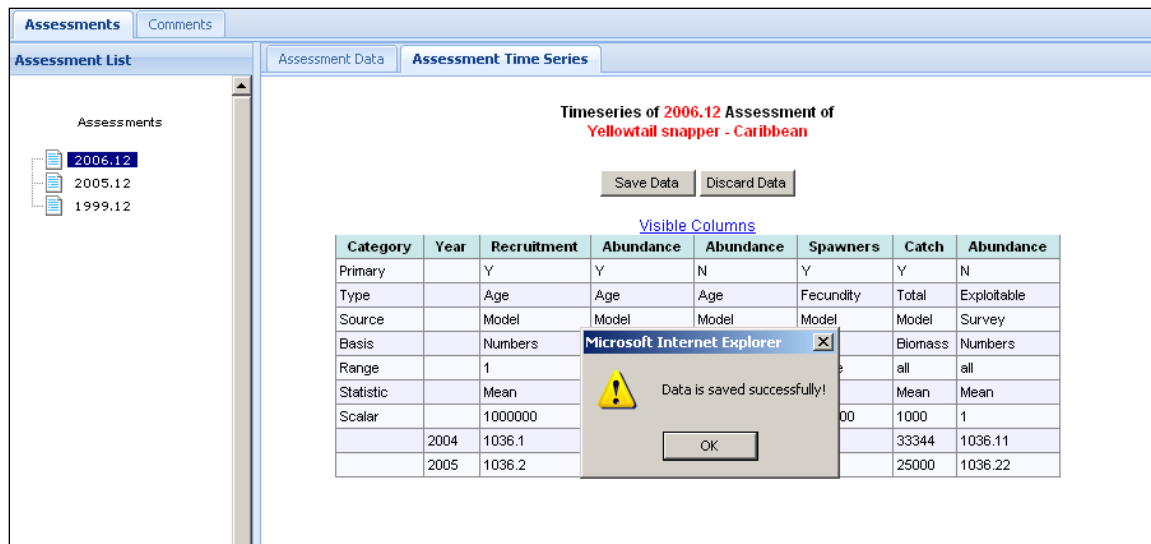 Assessments Comments
Assessment List
Assessment Data Assessment Time Series
Assessments
2006.12
2005.12
1999.12
Timeseries of 2006.12 Assessment of
Yellowtail snapper - Caribbean
Save Data Discard Data
Visible Columns
Category Year Recruitment Abundance Abundance Spawners Catch Abundance
Primary Y Y N Y Y N
Type Age Age Age Fecundity Total Exploitable
Source Model Model Model Model Model Survey
Basis Numbers Biomass Numbers
Range 1 all all
Statistic Mean Mean Mean
Scalar 1000000 00 1000 1
2004 1036.1 33344 1036.11
2005 1036.2 25000 1036.22
Microsoft Internet Explorer
Data is saved successfully!
OK